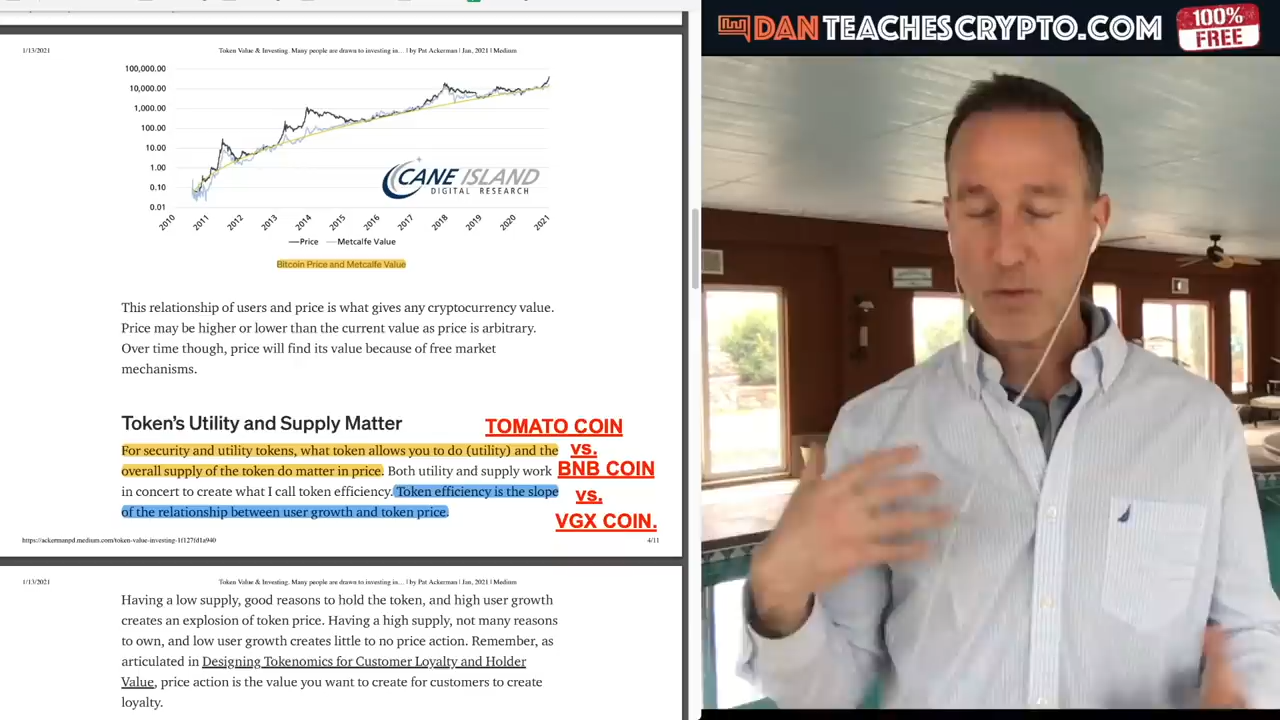 DANTEACHESCRYPTO.COM
100%
FREE
1/13/2021
Token Value & Investing. Many people are drawn to investing in… | by Pat Ackerman | Jan, 2021 | Medium
100,000.00
10,000.00
1,000.00
100.00
10.00
1.00
0.10
0.01
CANE ISLAND
DIGITAL RESEARCH
2010 2011 2012 2013 2014 2015 2016 2017 2018 2019 2020 2021
Price Metcalfe Value
Bitcoin Price and Metcalfe Value
This relationship of users and price is what gives any cryptocurrency value.
Price may be higher or lower than the current value as price is arbitrary.
Over time though, price will find its value because of free market
mechanisms.
Token's Utility and Supply Matter
For security and utility tokens, what token allows you to do (utility) and the
overall supply of the token do matter in price. Both utility and supply work
in concert to create what I call token efficiency. Token efficiency is the slope
of the relationship between user growth and token price.
TOMATO COIN
vs.
BNB COIN
vs.
VGX COIN.
https://ackermanpd.medium.com/token-value-investing-1f127fd1a940
4/11
1/13/2021
Token Value & Investing. Many people are drawn to investing in… | by Pat Ackerman | Jan, 2021 | Medium
Having a low supply, good reasons to hold the token, and high user growth
creates an explosion of token price. Having a high supply, not many reasons
to own, and low user growth creates little to no price action. Remember, as
articulated in Designing Tokenomics for Customer Loyalty and Holder
Value, price action is the value you want to create for customers to create
loyalty.